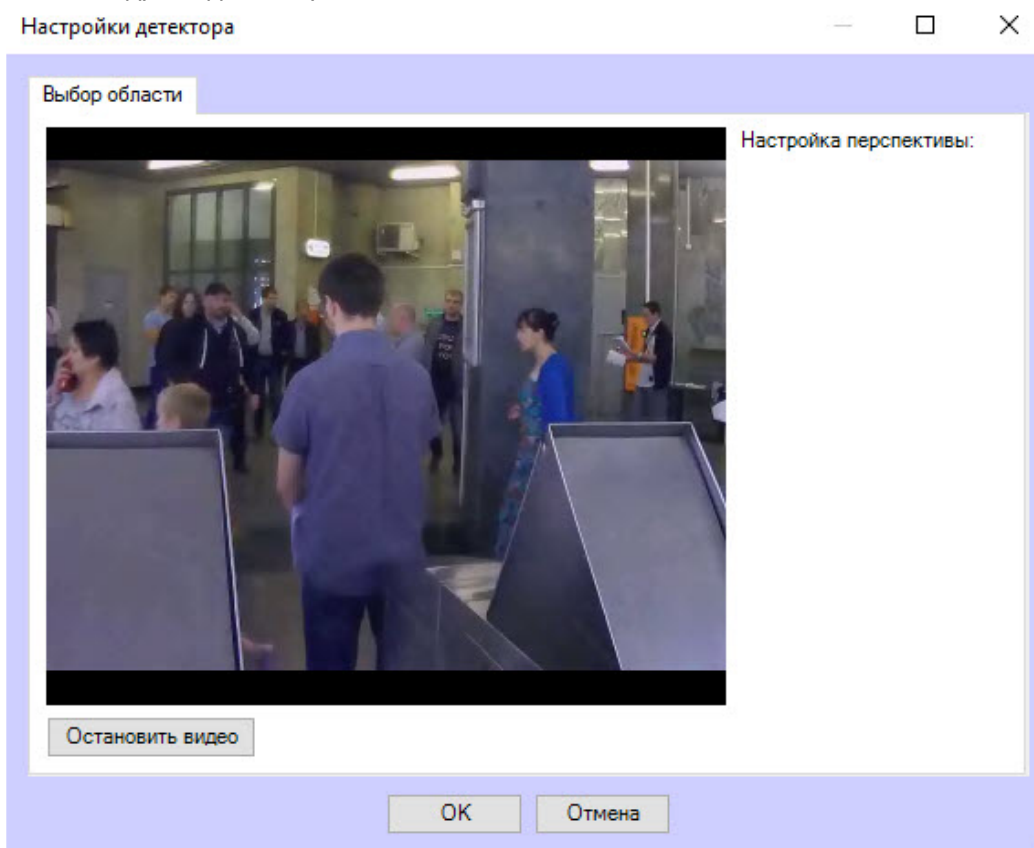 Настройки детектора
Выбор области
Настройка перспективы:
Остановить видео
OK
Отмена